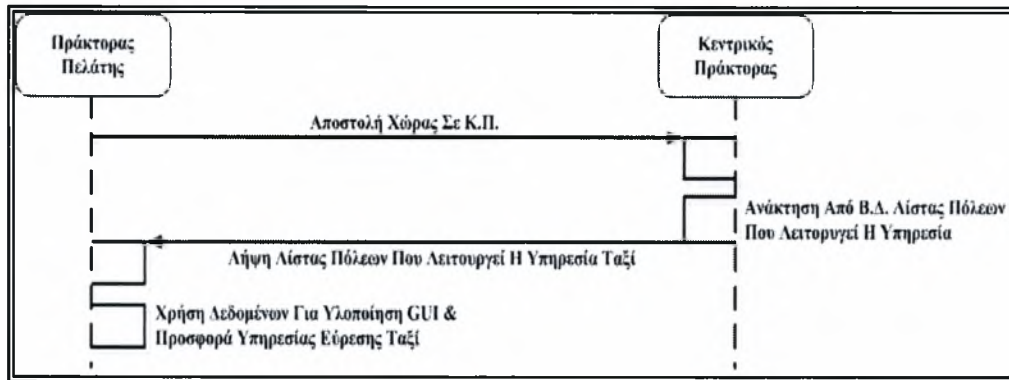 Πράκτορας
Πελάτης
Κεντρικός
Πράκτορας
Αποστολή Χώρας Σε Κ.Π.
Ανάκτηση Από Β.Δ. Λίστας Πόλεων
Που Λειτορυγεί Η Υπηρεσία
Λήψη Λίστας Πόλεων Που Λειτουργεί Η Υπηρεσία Ταξί
Χρήση Δεδομένων Για Υλοποίηση GUI &
Προσφορά Υπηρεσίας Εύρεσης Ταξί